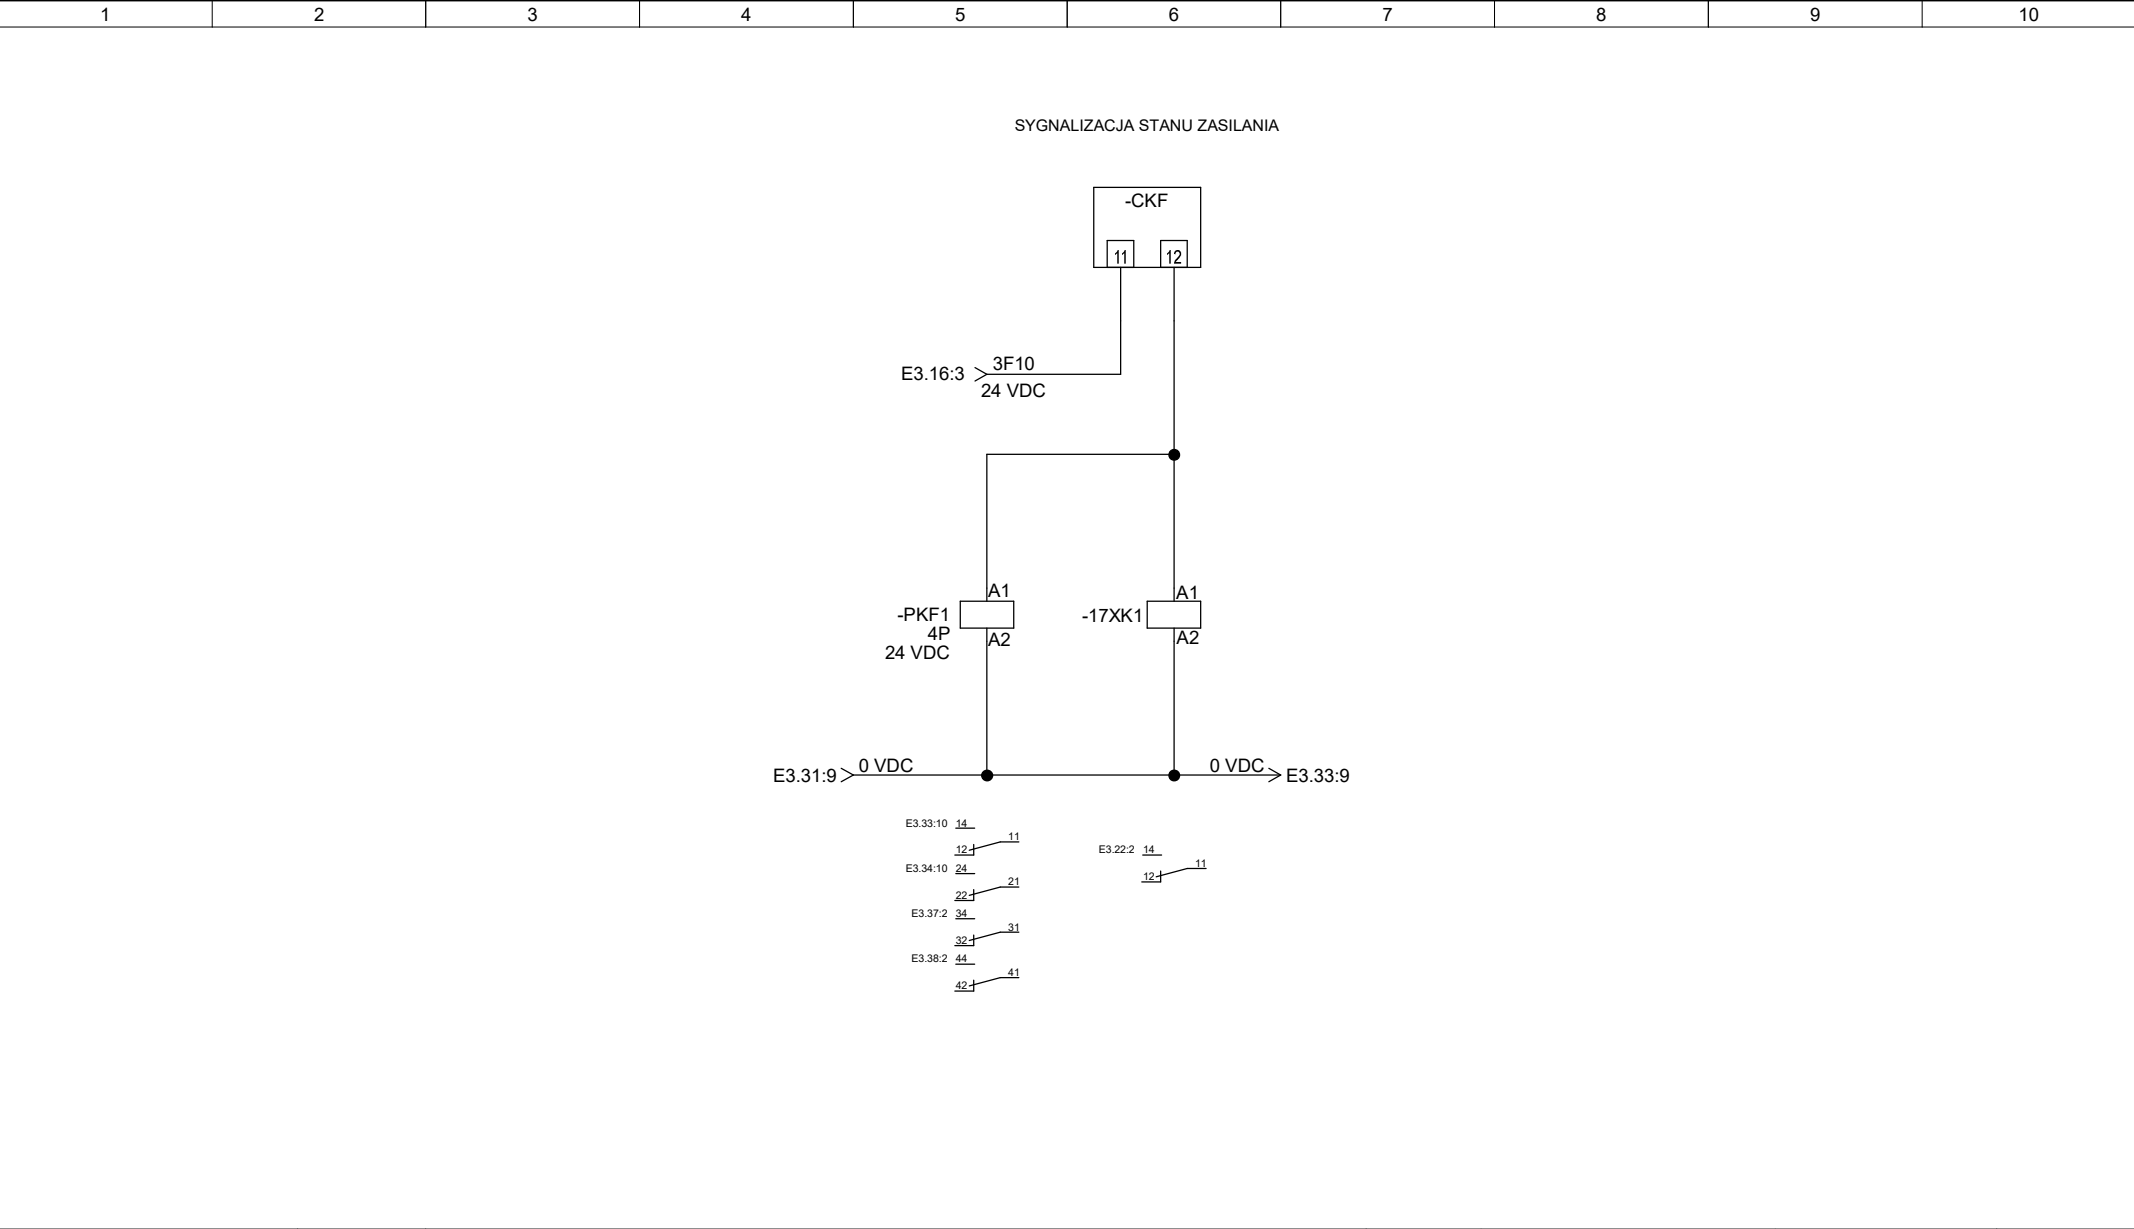 1 2 3 4 5 6 7 8 9 10
SYGNALIZACJA STANU ZASILANIA
-CKF
11 12
3F10
E3.16:3
24 VDC
A1 A1
-PKF1 -17XK1
4P
A2 A2
24 VDC
0 VDC 0 VDC
E3.31:9 E3.33:9
E3.33:10 14
11
12
E3.34:10 24
21
22
E3.37:2 34
31
32
E3.38:2 44
41
42
E3.22:2 14
11
12